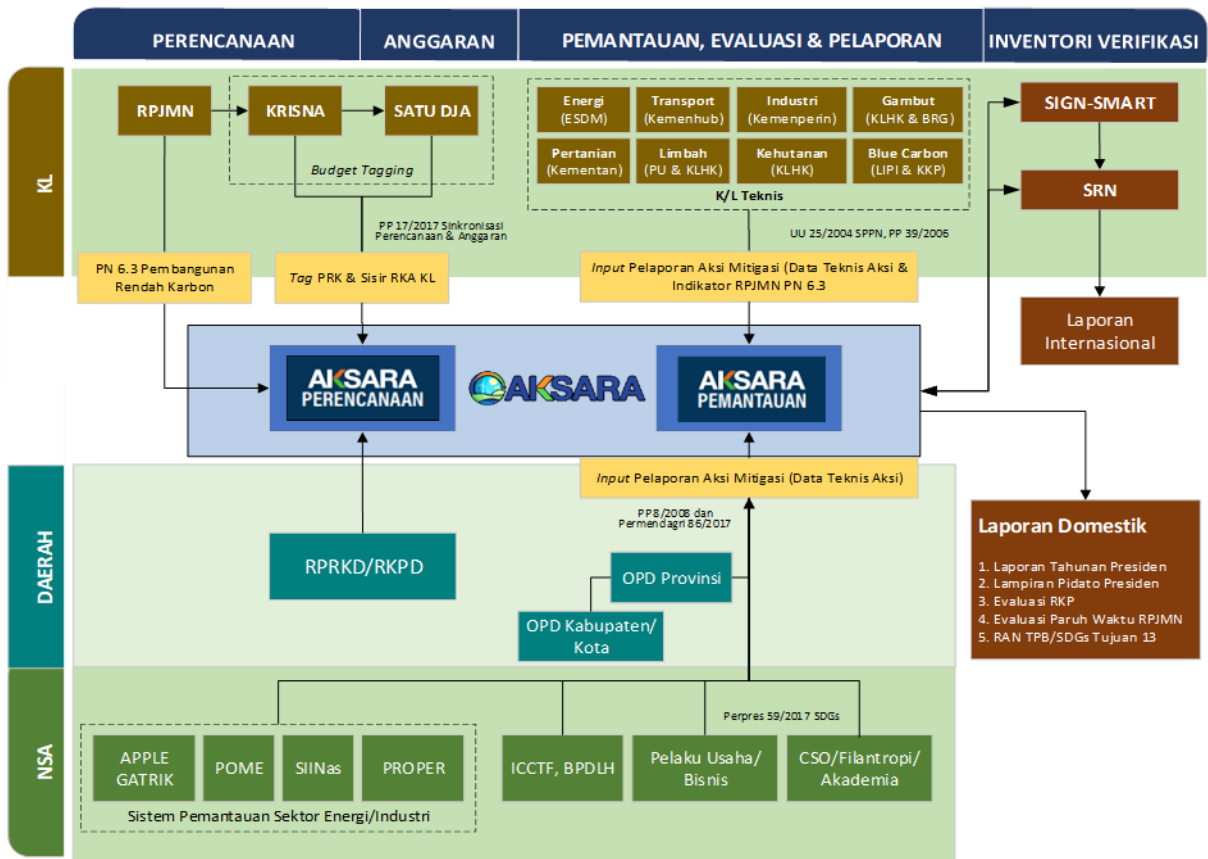 PERENCANAAN
ANGGARAN
PEMANTAUAN, EVALUASI & PELAPORAN
INVENTORI VERIFIKASI
KL
RPJMN
KRISNA
SATU DJA
Budget Tagging
Energi
(ESDM)
Transport
(Kemenhub)
Industri
(Kemenperin)
Gambut
(KLHK & BRG)
Pertanian
(Kementan)
Limbah
(PU & KLHK)
Kehutanan
(KLHK)
Blue Carbon
(LIPI & KKP)
K/L Teknis
SIGN-SMART
SRN
PP 17/2017 Sinkronisasi
Perencanaan & Anggaran
UU 25/2004 SPPN, PP 39/2006
PN 6.3 Pembangunan
Rendah Karbon
Tag PRK & Sisir RKA KL
Input Pelaporan Aksi Mitigasi (Data Teknis Aksi &
Indikator RPJMN PN 6.3
Laporan
Internasional
AKSARA
PERENCANAAN
AKSARA
AKSARA
PEMANTAUAN
DAERAH
Input Pelaporan Aksi Mitigasi (Data Teknis Aksi)
PP8/2008 dan
Permendagri 86/2017
RPRKD/RKPD
OPD Provinsi
OPD Kabupaten/
Kota
Laporan Domestik
1. Laporan Tahunan Presiden
2. Lampiran Pidato Presiden
3. Evaluasi RKP
4. Evaluasi Paruh Waktu RPJMN
5. RAN TPB/SDGs Tujuan 13
NSA
Perpres 59/2017 SDGs
APPLE
GATRIK
POME
SIINas
PROPER
Sistem Pemantauan Sektor Energi/Industri
ICCTF, BPDLH
Pelaku Usaha/
Bisnis
CSO/Filantropi/
Akademia